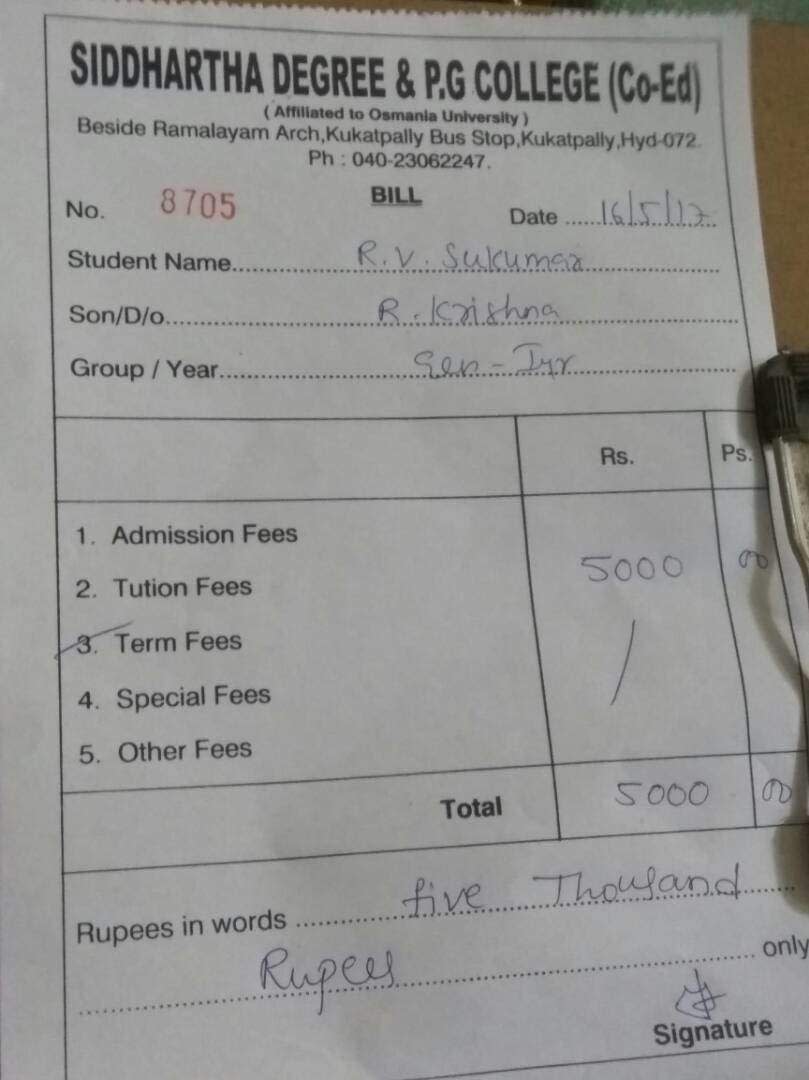 SIDDHARTHA DEGREE & P.G COLLEGE (Co-Ed)
( Affiliated to Osmania University )
Beside Ramalayam Arch,Kukatpally Bus Stop,Kukatpally,Hyd-072.
Ph : 040-23062247.
BILL
No. 8705 Date ......16/5/17
Student Name.....R.V. Sukumar
Son/D/o.....R. Krishna
Group / Year.....Gen - I yr
Rs. Ps.
1. Admission Fees
2. Tution Fees 5000 00
3. Term Fees /
4. Special Fees
5. Other Fees
Total 5000 00
Rupees in words .....five Thousand
Rupees..... only
Signature